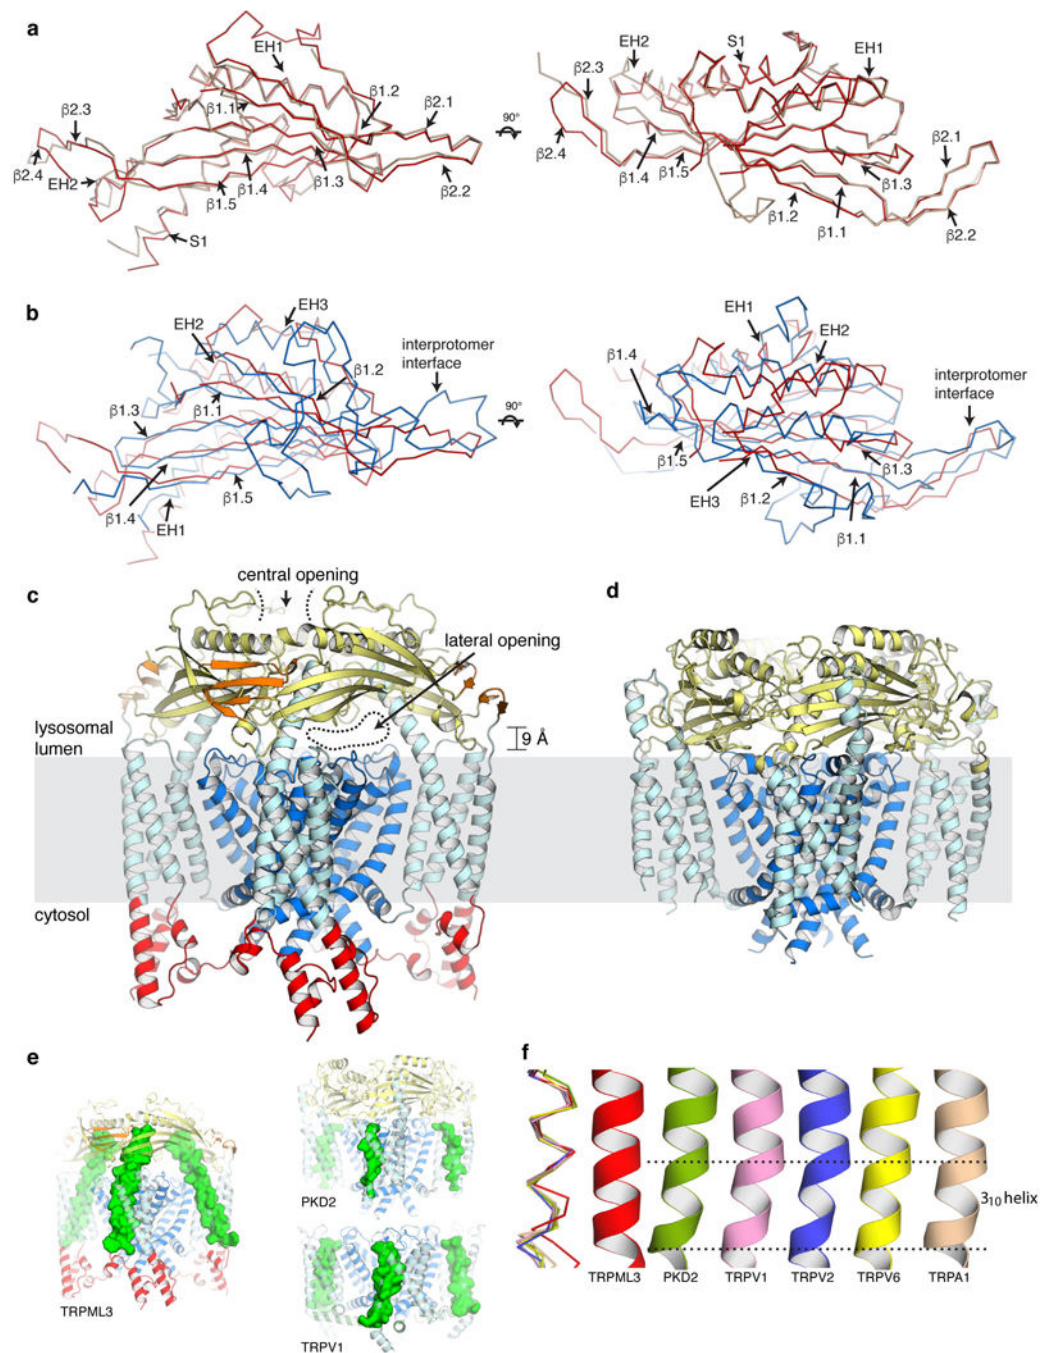 a
EH1
β1.2
β2.3
β1.1
β2.1
β2.4
EH2
β1.5
β1.4
β1.3
β2.2
S1
90°
EH2
S1
EH1
β2.3
β2.1
β2.4
β1.4
β1.5
β1.3
β1.2
β1.1
β2.2
b
EH3
EH2
β1.2
interprotomer
interface
β1.3
β1.1
β1.4
β1.5
EH1
90°
EH1
EH2
β1.4
interprotomer
interface
β1.5
β1.3
EH3
β1.2
β1.1
c
central opening
lateral opening
lysosomal
lumen
9 Å
cytosol
d
e
TRPML3
PKD2
TRPV1
f
3₁₀ helix
TRPML3
PKD2
TRPV1
TRPV2
TRPV6
TRPA1